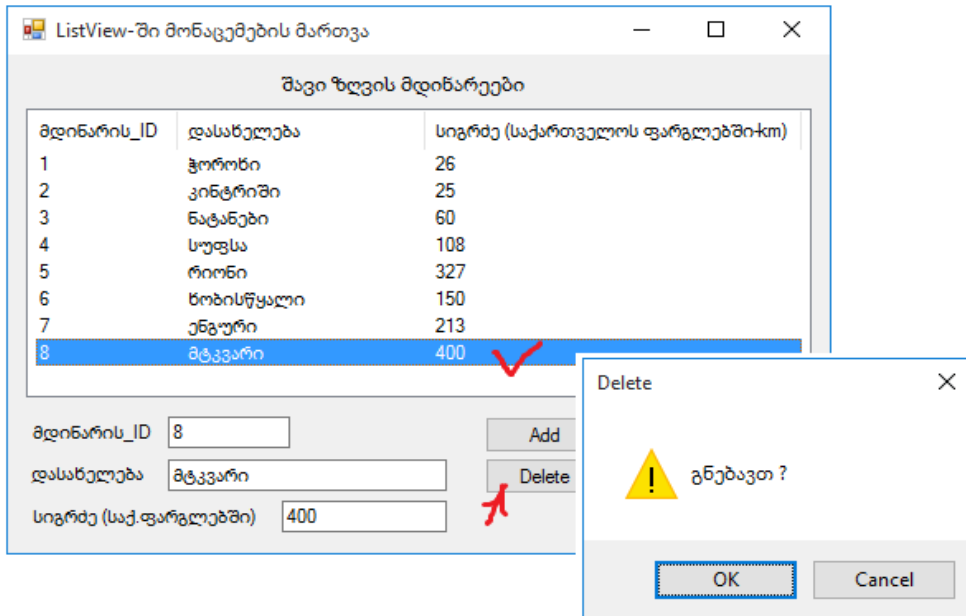 ListView-ში მონაცემების მართვა
შავი ზღვის მდინარეები
მდინარის_ID დასახელება სიგრძე (საქართველოს ფარგლებში-km)
1 ჭოროხი 26
2 კინტრიში 25
3 ნატანები 60
4 სუფსა 108
5 რიონი 327
6 ხობისწყალი 150
7 ენგური 213
8 მტკვარი 400
Delete
მდინარის_ID 8 Add
დასახელება მტკვარი Delete
გნებავთ ?
სიგრძე (საქ.ფარგლებში) 400
OK Cancel